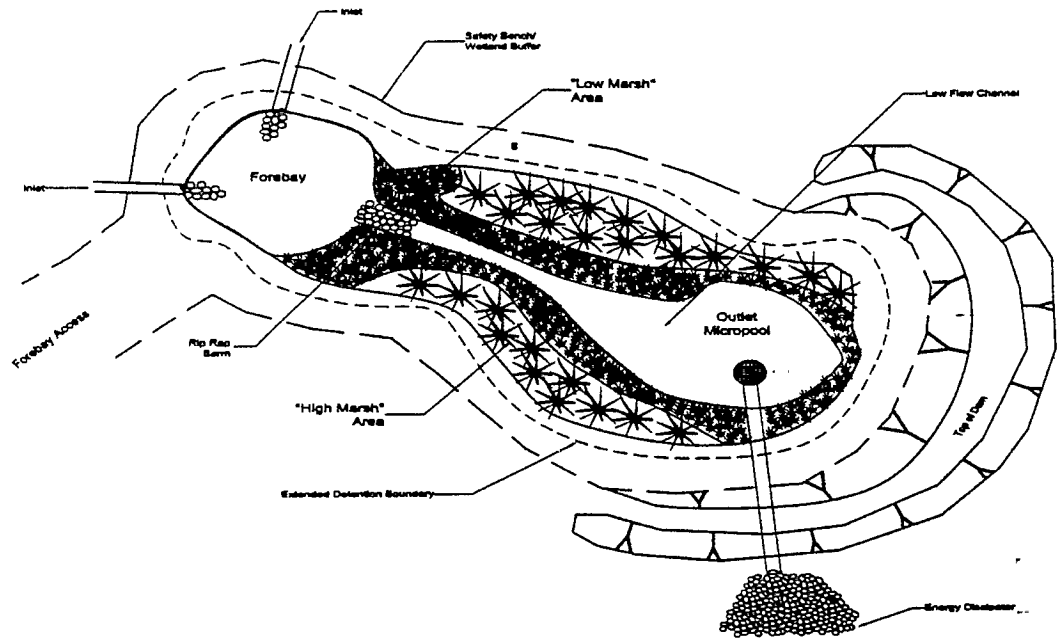 Inlet
Safety Bench/
Wetland Buffer
"Low Marsh"
Area
Low Flow Channel
Forebay
Inlet
Outlet
Micropool
Forebay Access
Rip Rap
Berm
"High Marsh"
Area
Top of Dam
Extended Detention Boundary
Energy Dissipater